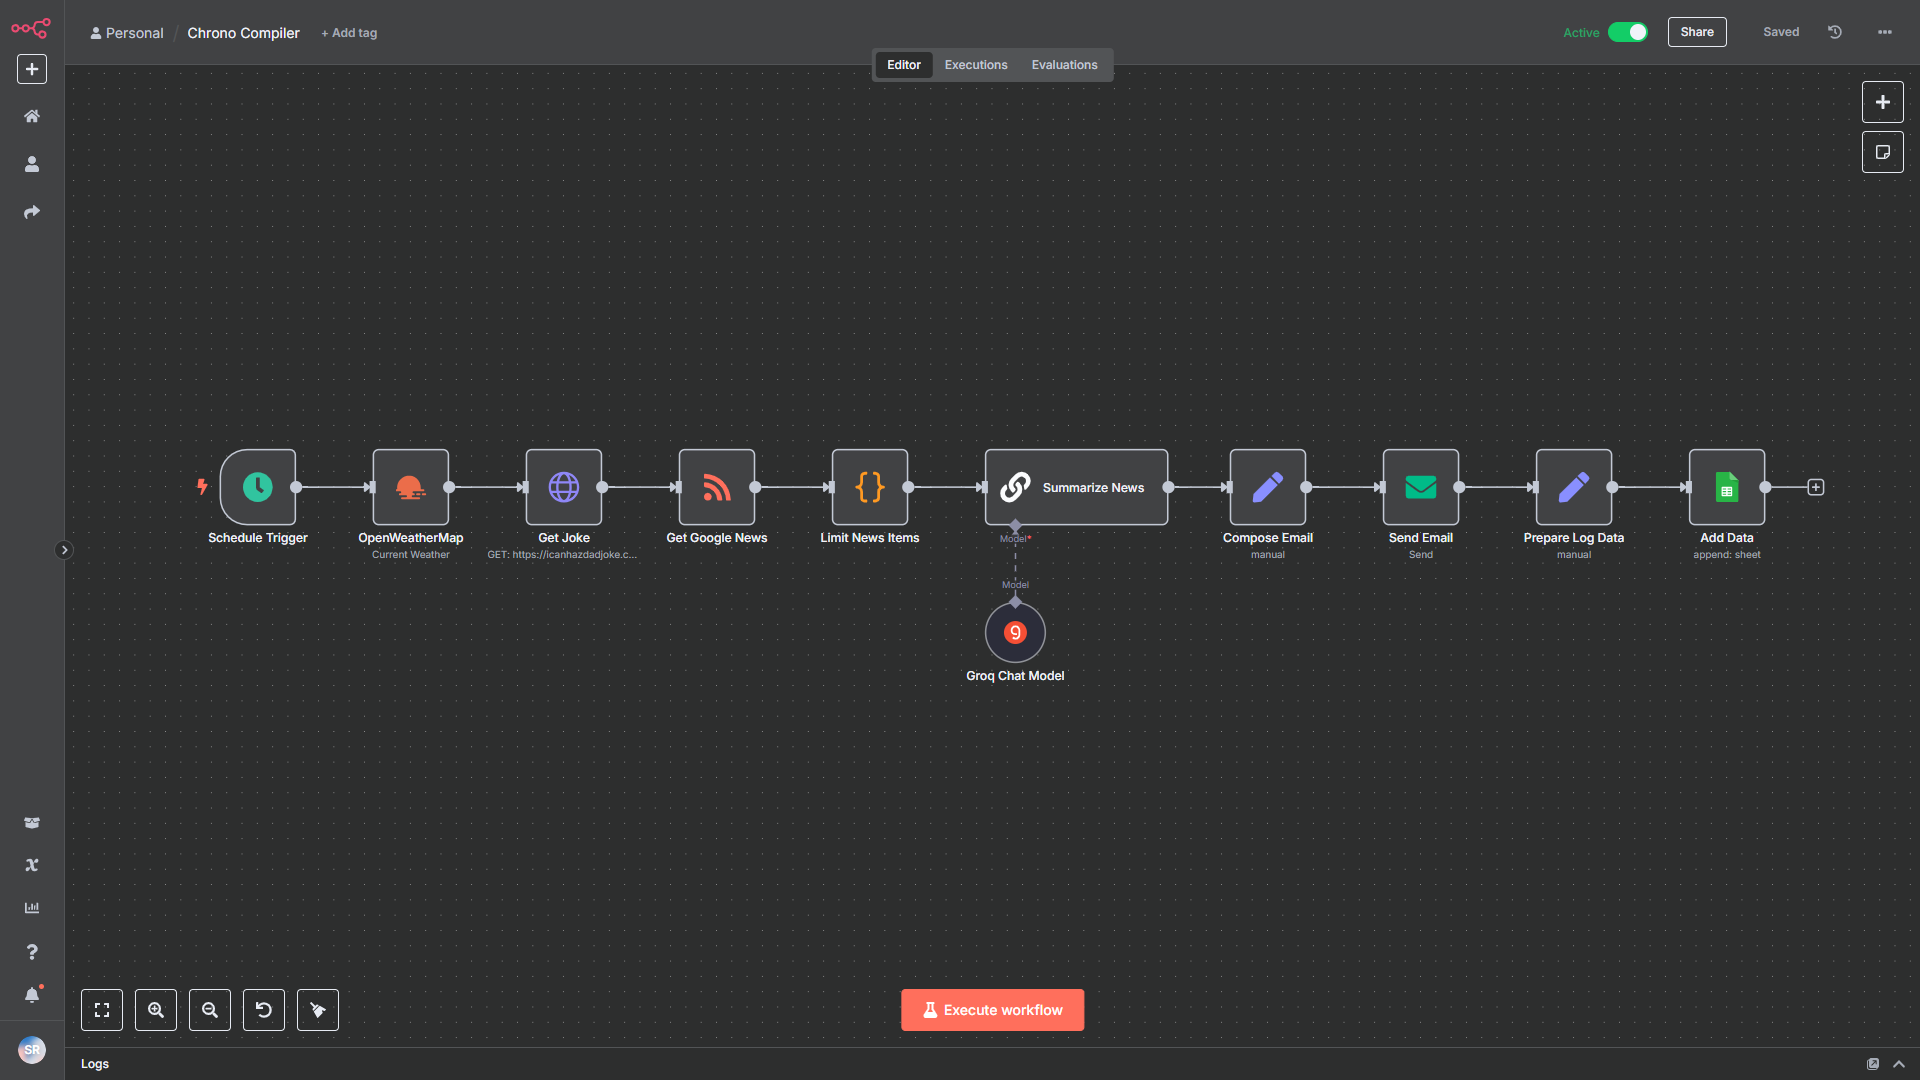 Personal / Chrono Compiler + Add tag
Active Share Saved
Editor Executions Evaluations
Summarize News
Schedule Trigger
OpenWeatherMap
Current Weather
Get Joke
GET: https://icanhazdadjoke.c...
Get Google News
Limit News Items
Model*
Model
Groq Chat Model
Compose Email
manual
Send Email
Send
Prepare Log Data
manual
Add Data
append: sheet
Execute workflow
SR
Logs